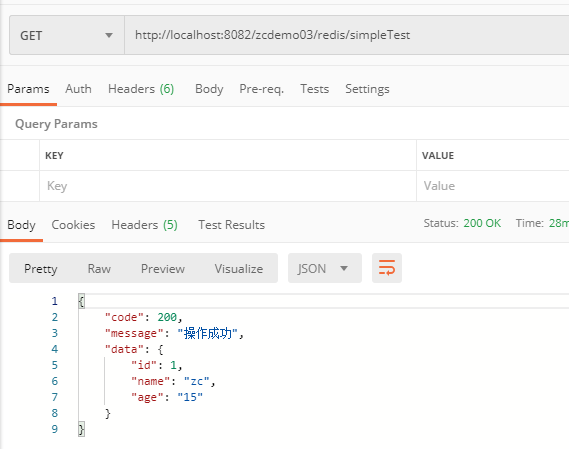 GET http://localhost:8082/zcdemo03/redis/simpleTest
Params Auth Headers (6) Body Pre-req. Tests Settings
Query Params
KEY VALUE
Key Value
Body Cookies Headers (5) Test Results Status: 200 OK Time: 28m
Pretty Raw Preview Visualize JSON
1 {
2 "code": 200,
3 "message": "操作成功",
4 "data": {
5 "id": 1,
6 "name": "zc",
7 "age": "15"
8 }
9 }